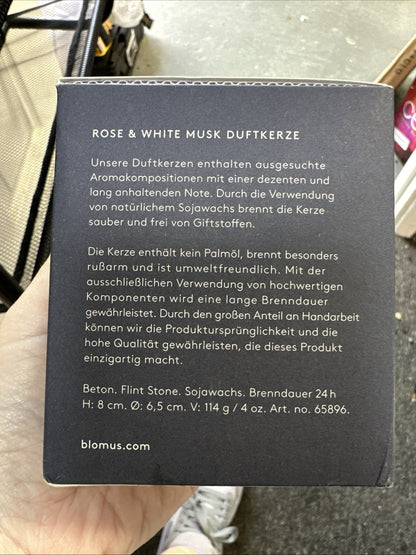 ROSE & WHITE MUSK DUFTKERZE
Unsere Duftkerzen enthalten ausgesuchte
Aromakompositionen mit einer dezenten und
lang anhaltenden Note. Durch die Verwendung
von natürlichem Sojawachs brennt die Kerze
sauber und frei von Giftstoffen.
Die Kerze enthält kein Palmöl, brennt besonders
rußarm und ist umweltfreundlich. Mit der
ausschließlichen Verwendung von hochwertigen
Komponenten wird eine lange Brenndauer
gewährleistet. Durch den großen Anteil an Handarbeit
können wir die Produktursprünglichkeit und die
hohe Qualität gewährleisten, die dieses Produkt
einzigartig macht.
Beton. Flint Stone. Sojawachs. Brenndauer 24 h
H: 8 cm. Ø: 6,5 cm. V: 114 g / 4 oz. Art. no. 65896.
blomus.com